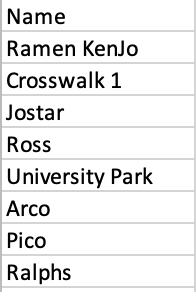 Name
Ramen KenJo
Crosswalk 1
Jostar
Ross
University Park
Arco
Pico
Ralphs